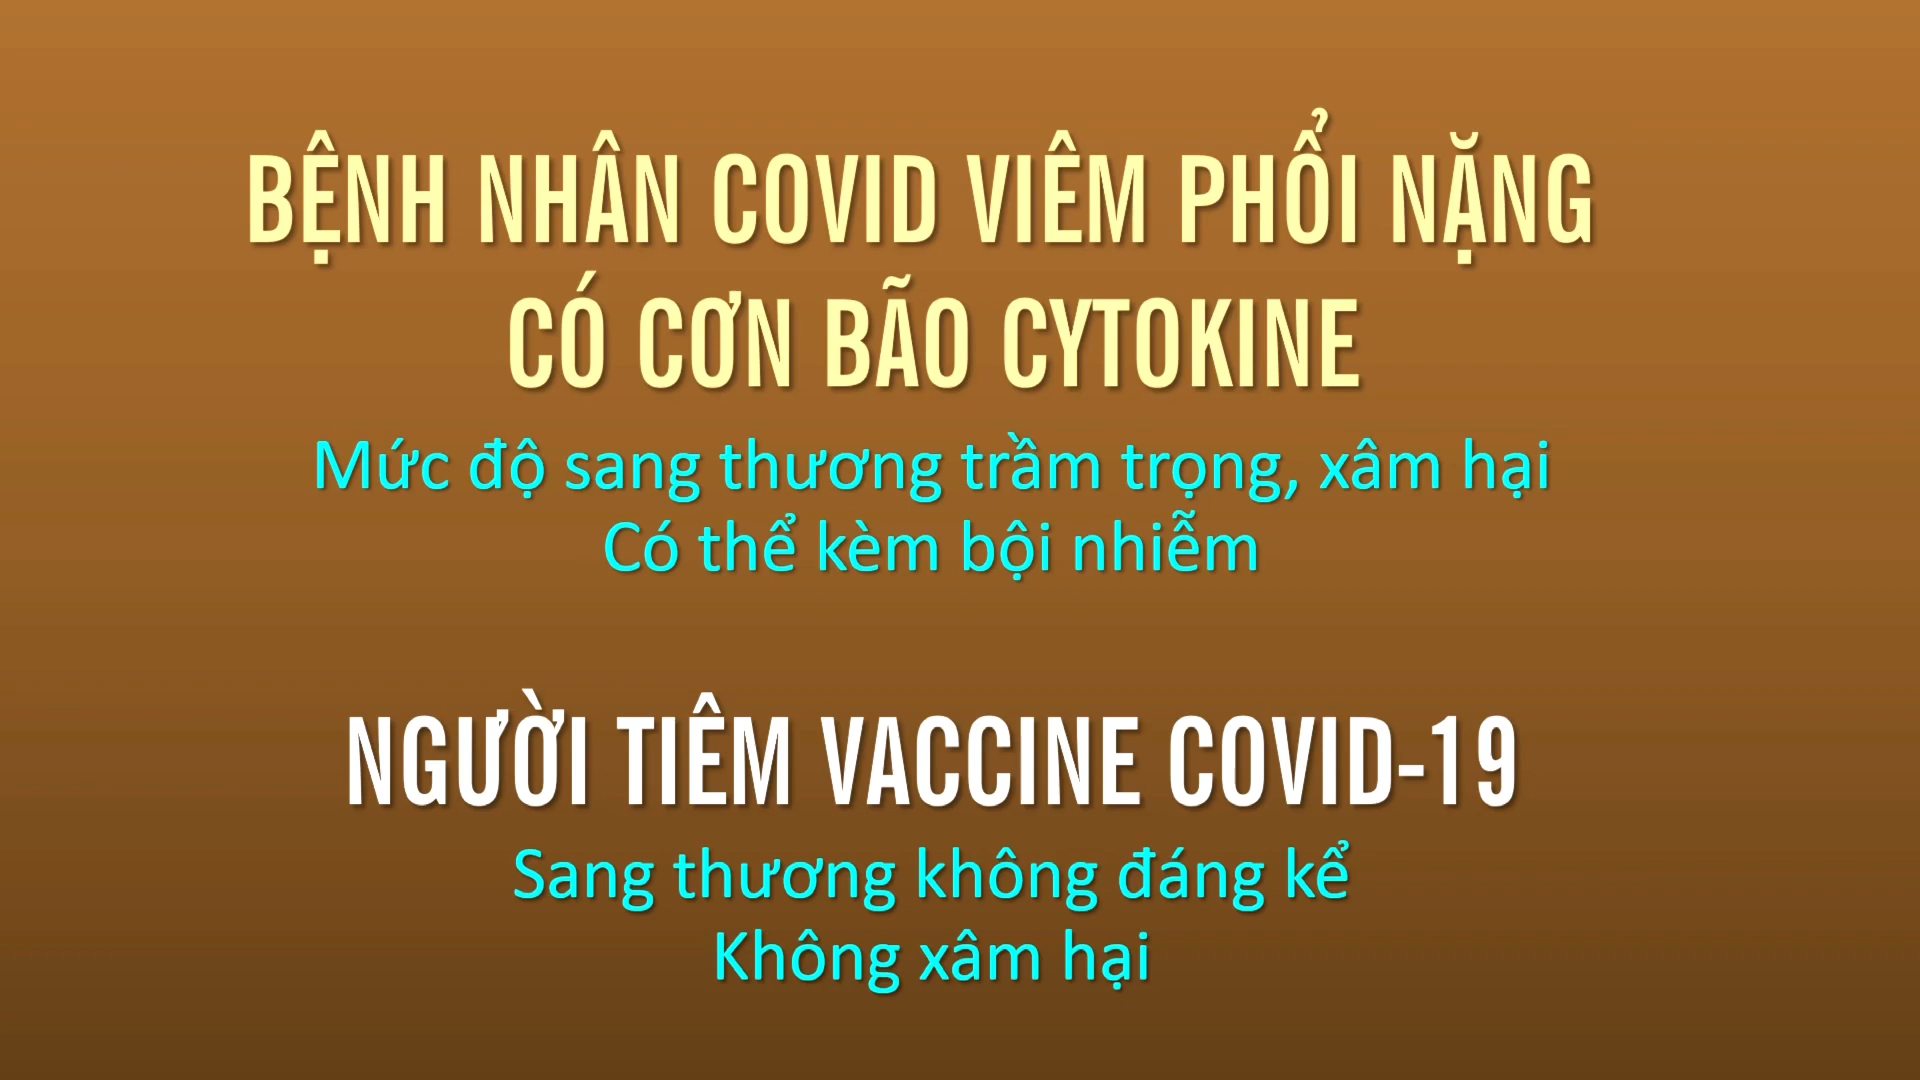 BỆNH NHÂN COVID VIÊM PHỔI NẶNG
CÓ CƠN BÃO CYTOKINE
Mức độ sang thương trầm trọng, xâm hại
Có thể kèm bội nhiễm
NGƯỜI TIÊM VACCINE COVID-19
Sang thương không đáng kể
Không xâm hại